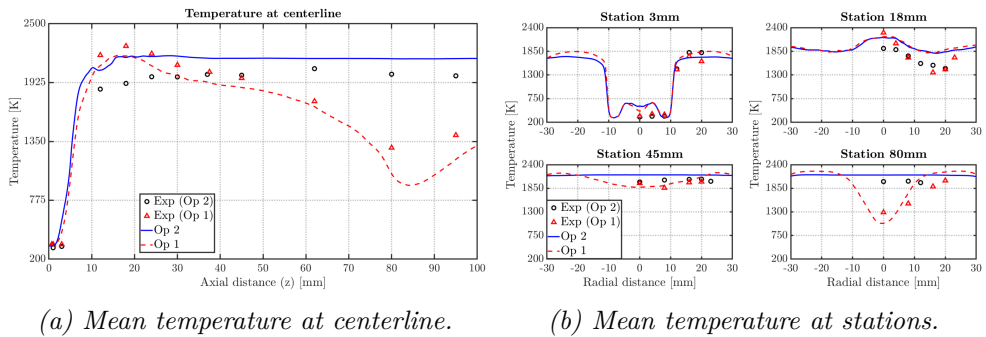 Temperature at centerline
2500
1925
1350
775
200
Temperature [K]
0 10 20 30 40 50 60 70 80 90 100
Axial distance (z) [mm]
Exp (Op 2)
Exp (Op 1)
Op 2
Op 1
(a) Mean temperature at centerline.
Station 3mm
2400
1850
1300
750
200
Temperature [K]
-30 -20 -10 0 10 20 30
Station 18mm
2400
1850
1300
750
200
-30 -20 -10 0 10 20 30
Station 45mm
2400
1850
1300
750
200
Temperature [K]
-30 -20 -10 0 10 20 30
Radial distance [mm]
Exp (Op 2)
Exp (Op 1)
Op 2
Op 1
Station 80mm
2400
1850
1300
750
200
-30 -20 -10 0 10 20 30
Radial distance [mm]
(b) Mean temperature at stations.